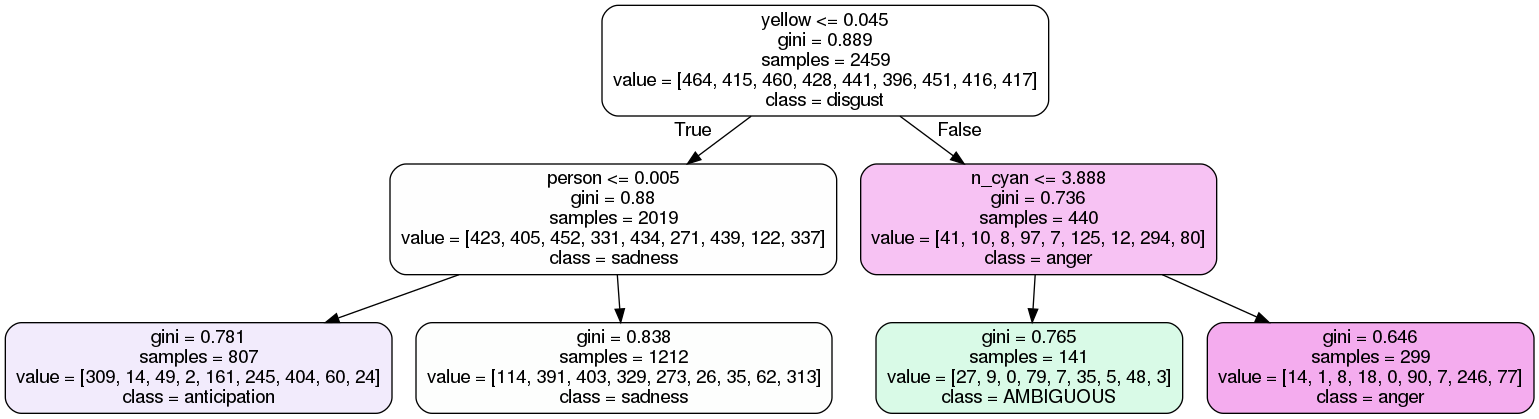 yellow <= 0.045
gini = 0.889
samples = 2459
value = [464, 415, 460, 428, 441, 396, 451, 416, 417]
class = disgust
True
False
person <= 0.005
gini = 0.88
samples = 2019
value = [423, 405, 452, 331, 434, 271, 439, 122, 337]
class = sadness
n_cyan <= 3.888
gini = 0.736
samples = 440
value = [41, 10, 8, 97, 7, 125, 12, 294, 80]
class = anger
gini = 0.781
samples = 807
value = [309, 14, 49, 2, 161, 245, 404, 60, 24]
class = anticipation
gini = 0.838
samples = 1212
value = [114, 391, 403, 329, 273, 26, 35, 62, 313]
class = sadness
gini = 0.765
samples = 141
value = [27, 9, 0, 79, 7, 35, 5, 48, 3]
class = AMBIGUOUS
gini = 0.646
samples = 299
value = [14, 1, 8, 18, 0, 90, 7, 246, 77]
class = anger